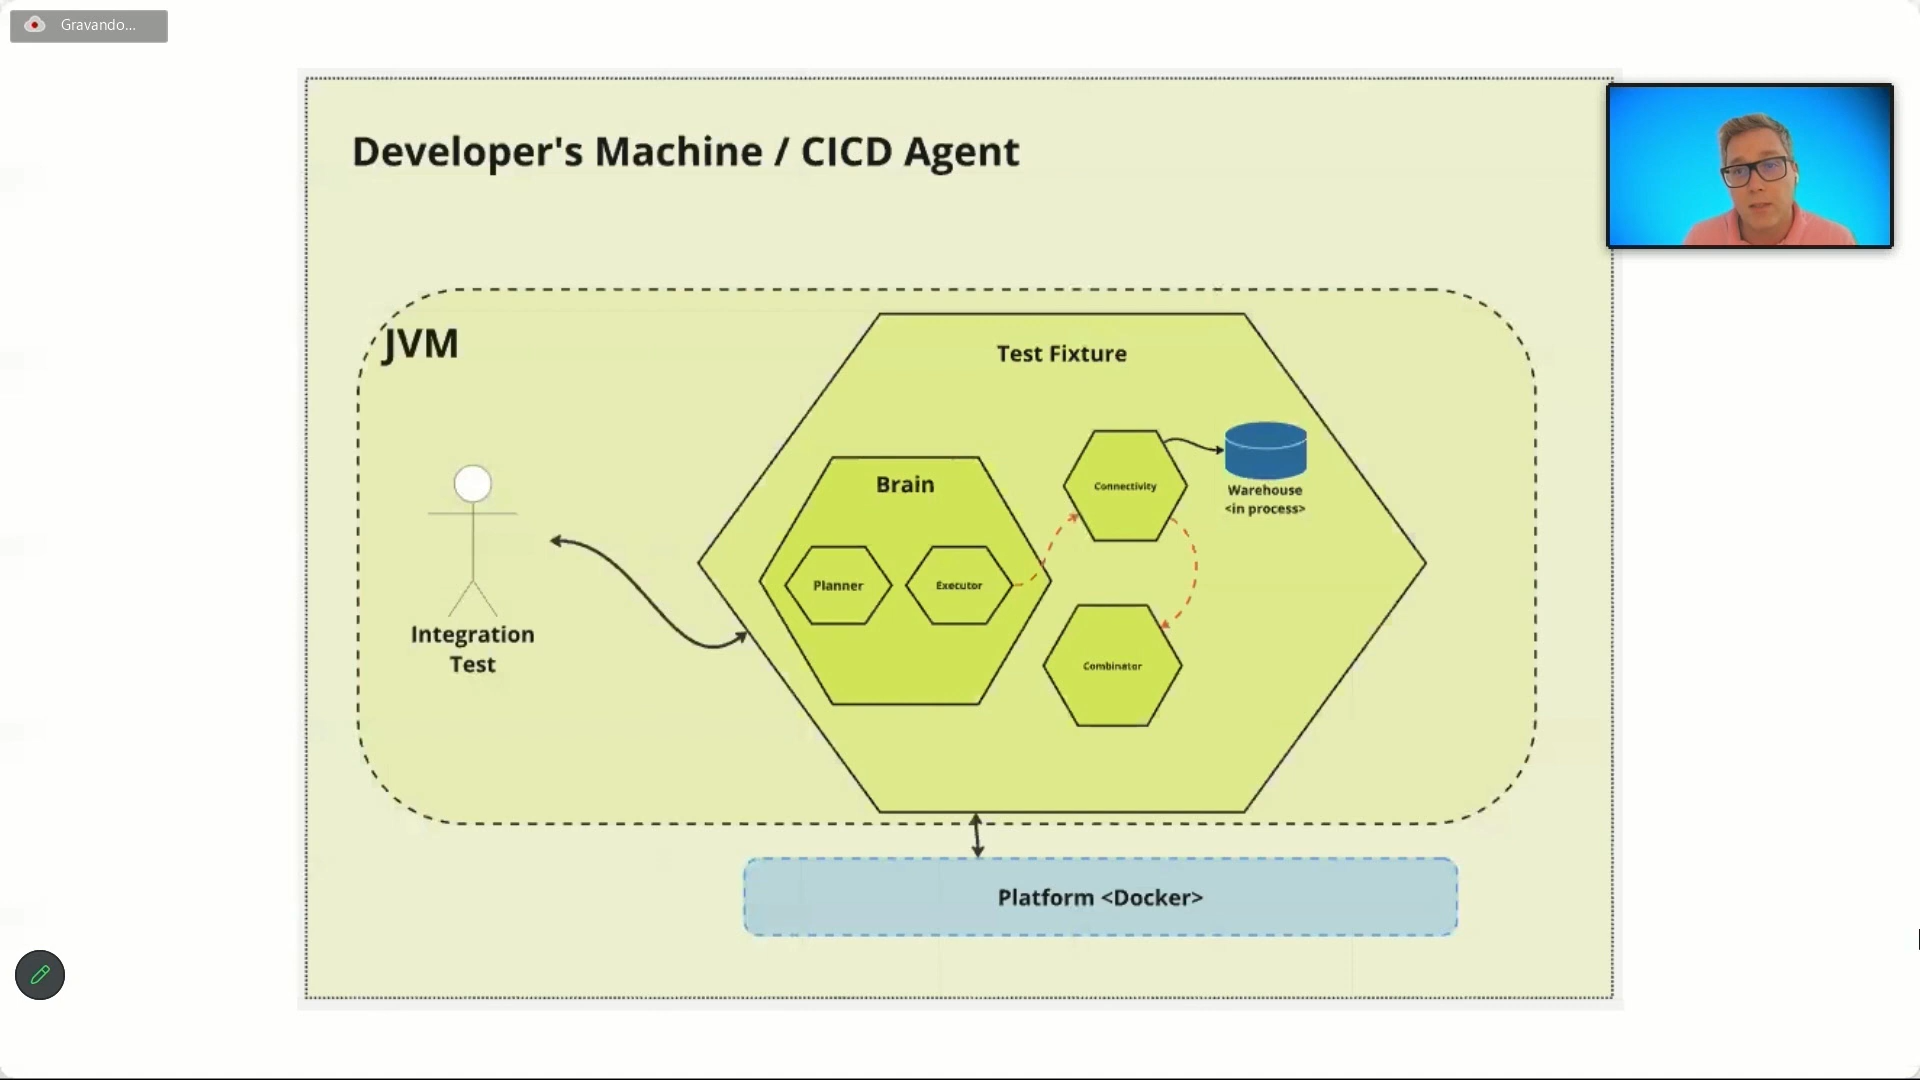 Gravando...
Developer's Machine / CICD Agent
JVM
Test Fixture
Brain
Connectivity
Warehouse
<in process>
Planner
Executor
Integration
Test
Combinator
Platform <Docker>